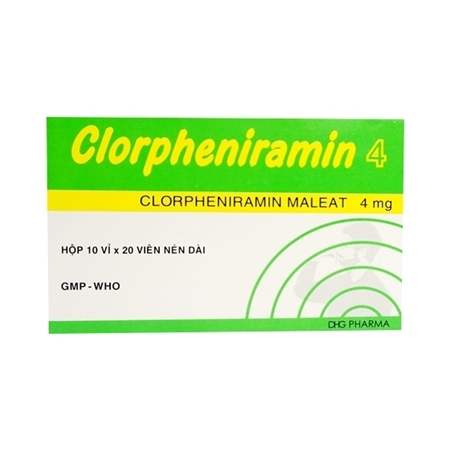 Clorpheniramin 4
CLORPHENIRAMIN MALEAT 4 mg
HỘP 10 VỈ x 20 VIÊN NÉN DÀI
GMP - WHO
DHG PHARMA